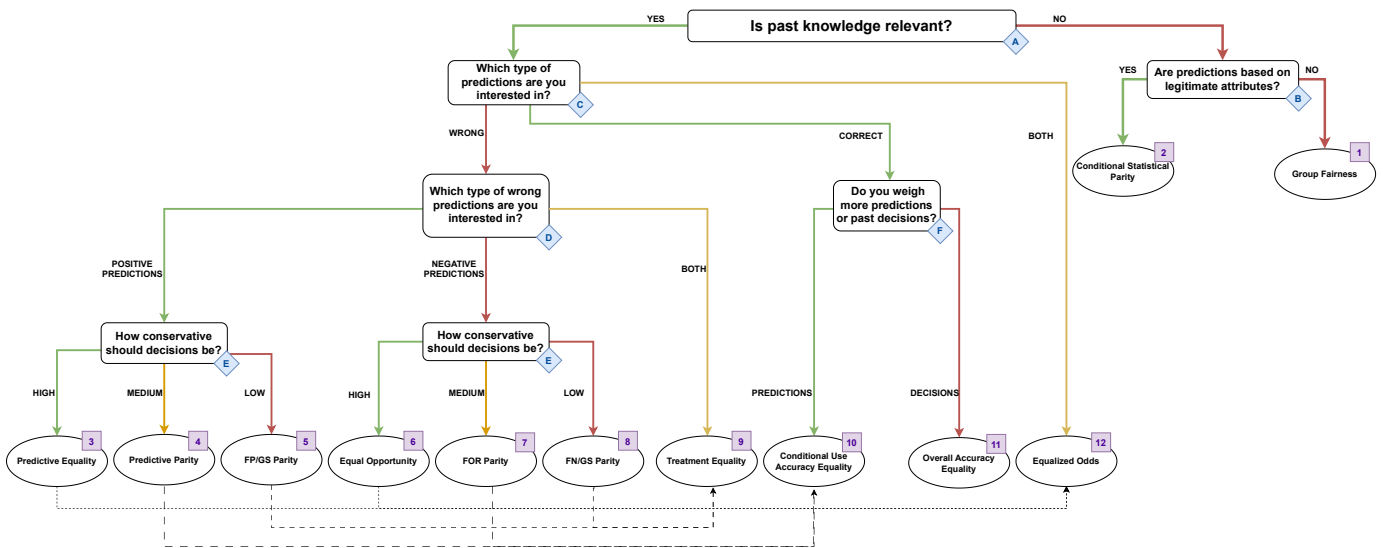 YES
Is past knowledge relevant?
NO
A
Which type of
predictions are you
interested in?
C
YES
Are predictions based on
legitimate attributes?
NO
B
WRONG
CORRECT
BOTH
2
Conditional Statistical
Parity
1
Group Fairness
Which type of wrong
predictions are you
interested in?
D
Do you weigh
more predictions
or past decisions?
F
POSITIVE
PREDICTIONS
NEGATIVE
PREDICTIONS
BOTH
How conservative
should decisions be?
E
How conservative
should decisions be?
E
HIGH
MEDIUM
LOW
HIGH
MEDIUM
LOW
PREDICTIONS
DECISIONS
3
Predictive Equality
4
Predictive Parity
5
FP/GS Parity
6
Equal Opportunity
7
FOR Parity
8
FN/GS Parity
9
Treatment Equality
10
Conditional Use
Accuracy Equality
11
Overall Accuracy
Equality
12
Equalized Odds